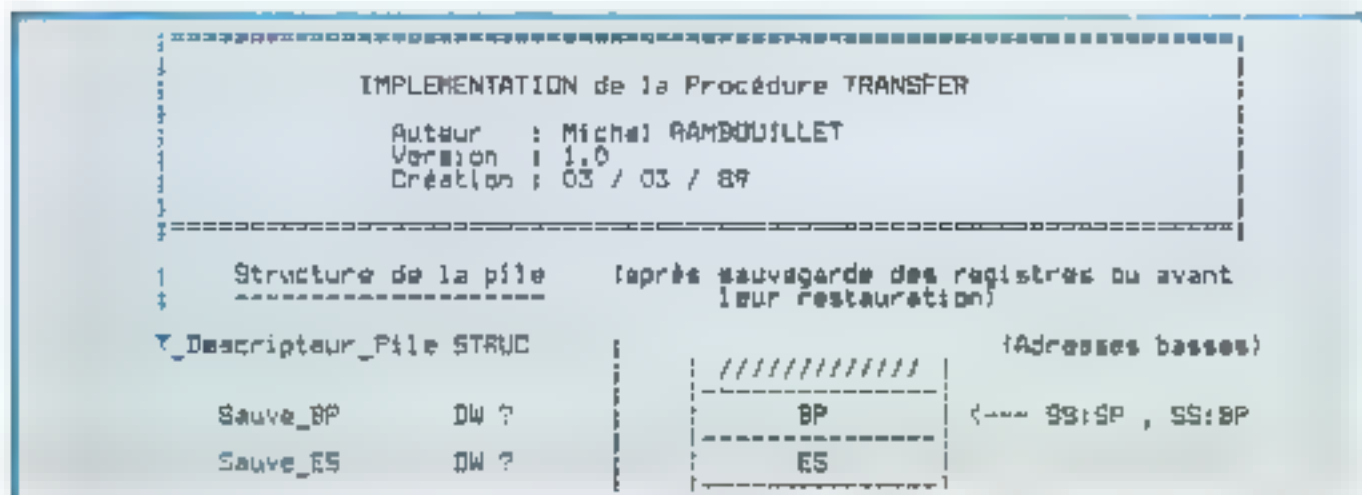 IMPLEMENTATION de la Procédure TRANSFER
Auteur : Michel RAMBOUILLET
Version : 1.0
Création : 03 / 03 / 89
Structure de la pile (après sauvegarde des registres ou avant
leur restauration)
T_Descripteur_Pile STRUC (Adresses basses)
/////////////
Sauve_BP DW ? BP <--- SS:SP , SS:BP
Sauve_ES DW ? ES